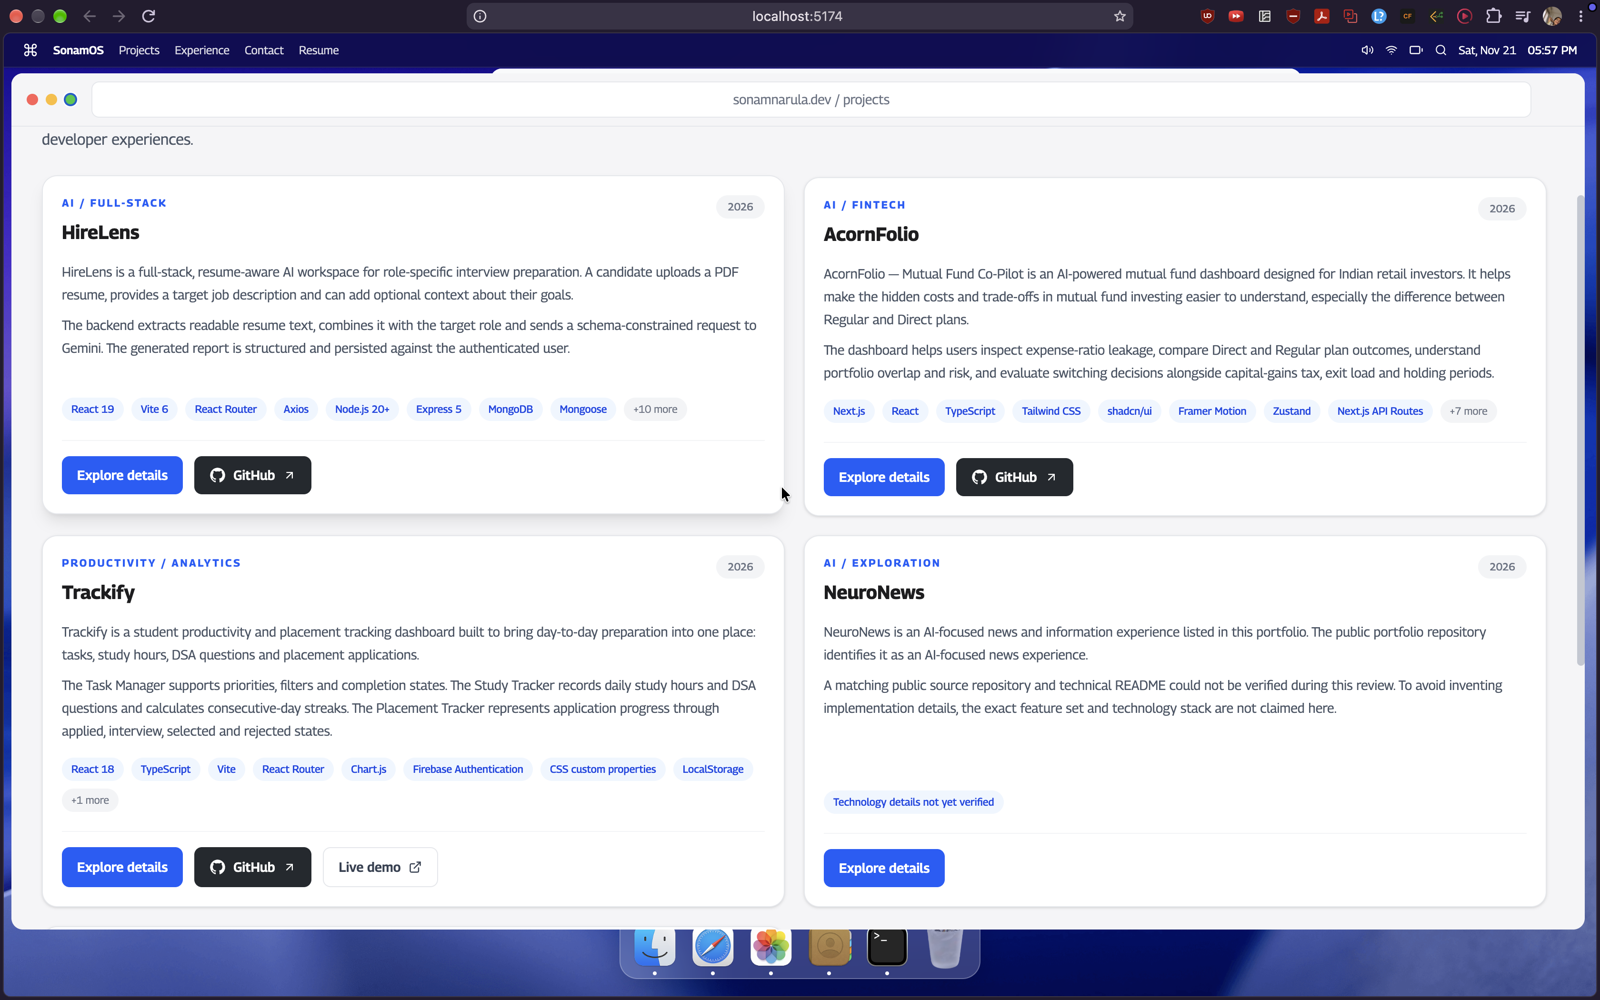 localhost:5174
SonamOS Projects Experience Contact Resume
Sat, Nov 21 05:57 PM
sonamnarula.dev / projects
developer experiences.
AI / FULL-STACK
2026
HireLens
HireLens is a full-stack, resume-aware AI workspace for role-specific interview preparation. A candidate uploads a PDF
resume, provides a target job description and can add optional context about their goals.
The backend extracts readable resume text, combines it with the target role and sends a schema-constrained request to
Gemini. The generated report is structured and persisted against the authenticated user.
React 19 Vite 6 React Router Axios Node.js 20+ Express 5 MongoDB Mongoose +10 more
Explore details GitHub
AI / FINTECH
2026
AcornFolio
AcornFolio — Mutual Fund Co-Pilot is an AI-powered mutual fund dashboard designed for Indian retail investors. It helps
make the hidden costs and trade-offs in mutual fund investing easier to understand, especially the difference between
Regular and Direct plans.
The dashboard helps users inspect expense-ratio leakage, compare Direct and Regular plan outcomes, understand
portfolio overlap and risk, and evaluate switching decisions alongside capital-gains tax, exit load and holding periods.
Next.js React TypeScript Tailwind CSS shadcn/ui Framer Motion Zustand Next.js API Routes +7 more
Explore details GitHub
PRODUCTIVITY / ANALYTICS
2026
Trackify
Trackify is a student productivity and placement tracking dashboard built to bring day-to-day preparation into one place:
tasks, study hours, DSA questions and placement applications.
The Task Manager supports priorities, filters and completion states. The Study Tracker records daily study hours and DSA
questions and calculates consecutive-day streaks. The Placement Tracker represents application progress through
applied, interview, selected and rejected states.
React 18 TypeScript Vite React Router Chart.js Firebase Authentication CSS custom properties LocalStorage
+1 more
Explore details GitHub Live demo
AI / EXPLORATION
2026
NeuroNews
NeuroNews is an AI-focused news and information experience listed in this portfolio. The public portfolio repository
identifies it as an AI-focused news experience.
A matching public source repository and technical README could not be verified during this review. To avoid inventing
implementation details, the exact feature set and technology stack are not claimed here.
Technology details not yet verified
Explore details
>_